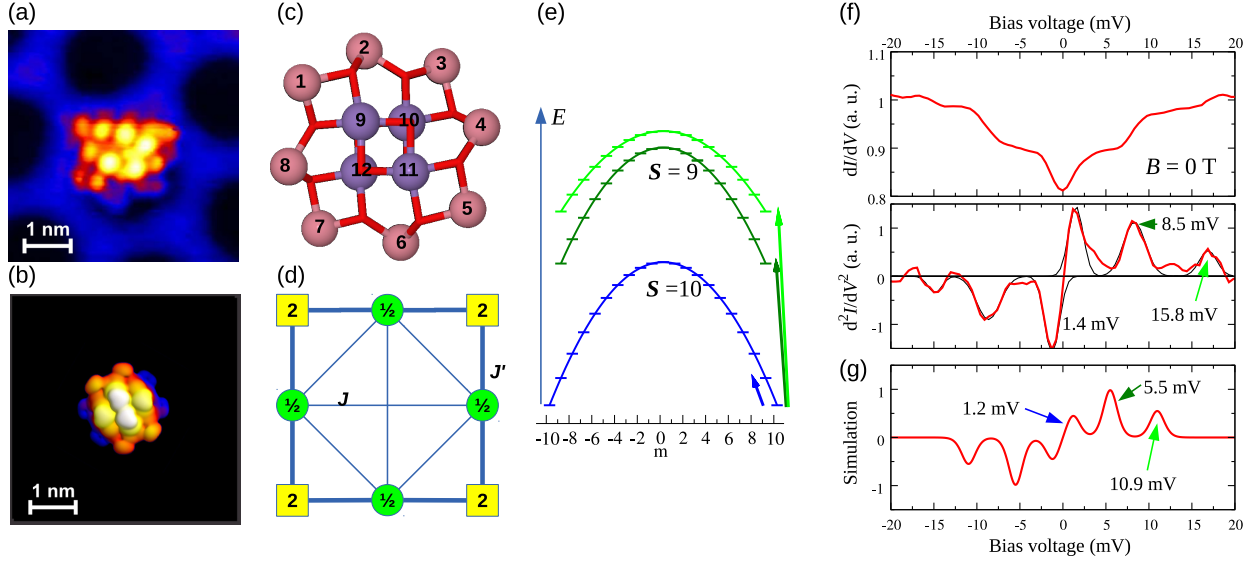 (a)
1 nm
(b)
1 nm
(c)
1
2
3
4
5
6
7
8
9
10
11
12
(d)
2
½
2
½
J
½
J'
2
½
2
(e)
E
S = 9
S =10
-10 -8 -6 -4 -2 0 2 4 6 8 10
m
(f)
Bias voltage (mV)
-20 -15 -10 -5 0 5 10 15 20
dI/dV (a. u.)
1.1
1
0.9
0.8
B = 0 T
d²I/dV² (a. u.)
1
0
-1
8.5 mV
15.8 mV
1.4 mV
(g)
Simulation
1
0
-1
1.2 mV
5.5 mV
10.9 mV
-20 -15 -10 -5 0 5 10 15 20
Bias voltage (mV)